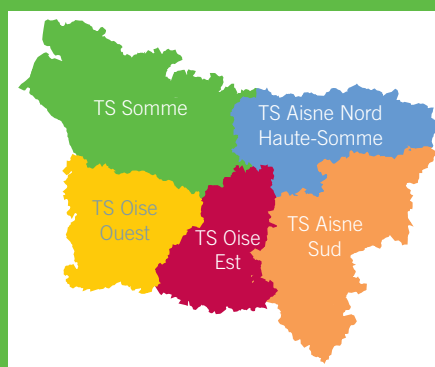 TS Somme
TS Aisne Nord
Haute-Somme
TS Oise
Ouest
TS Oise
Est
TS Aisne
Sud